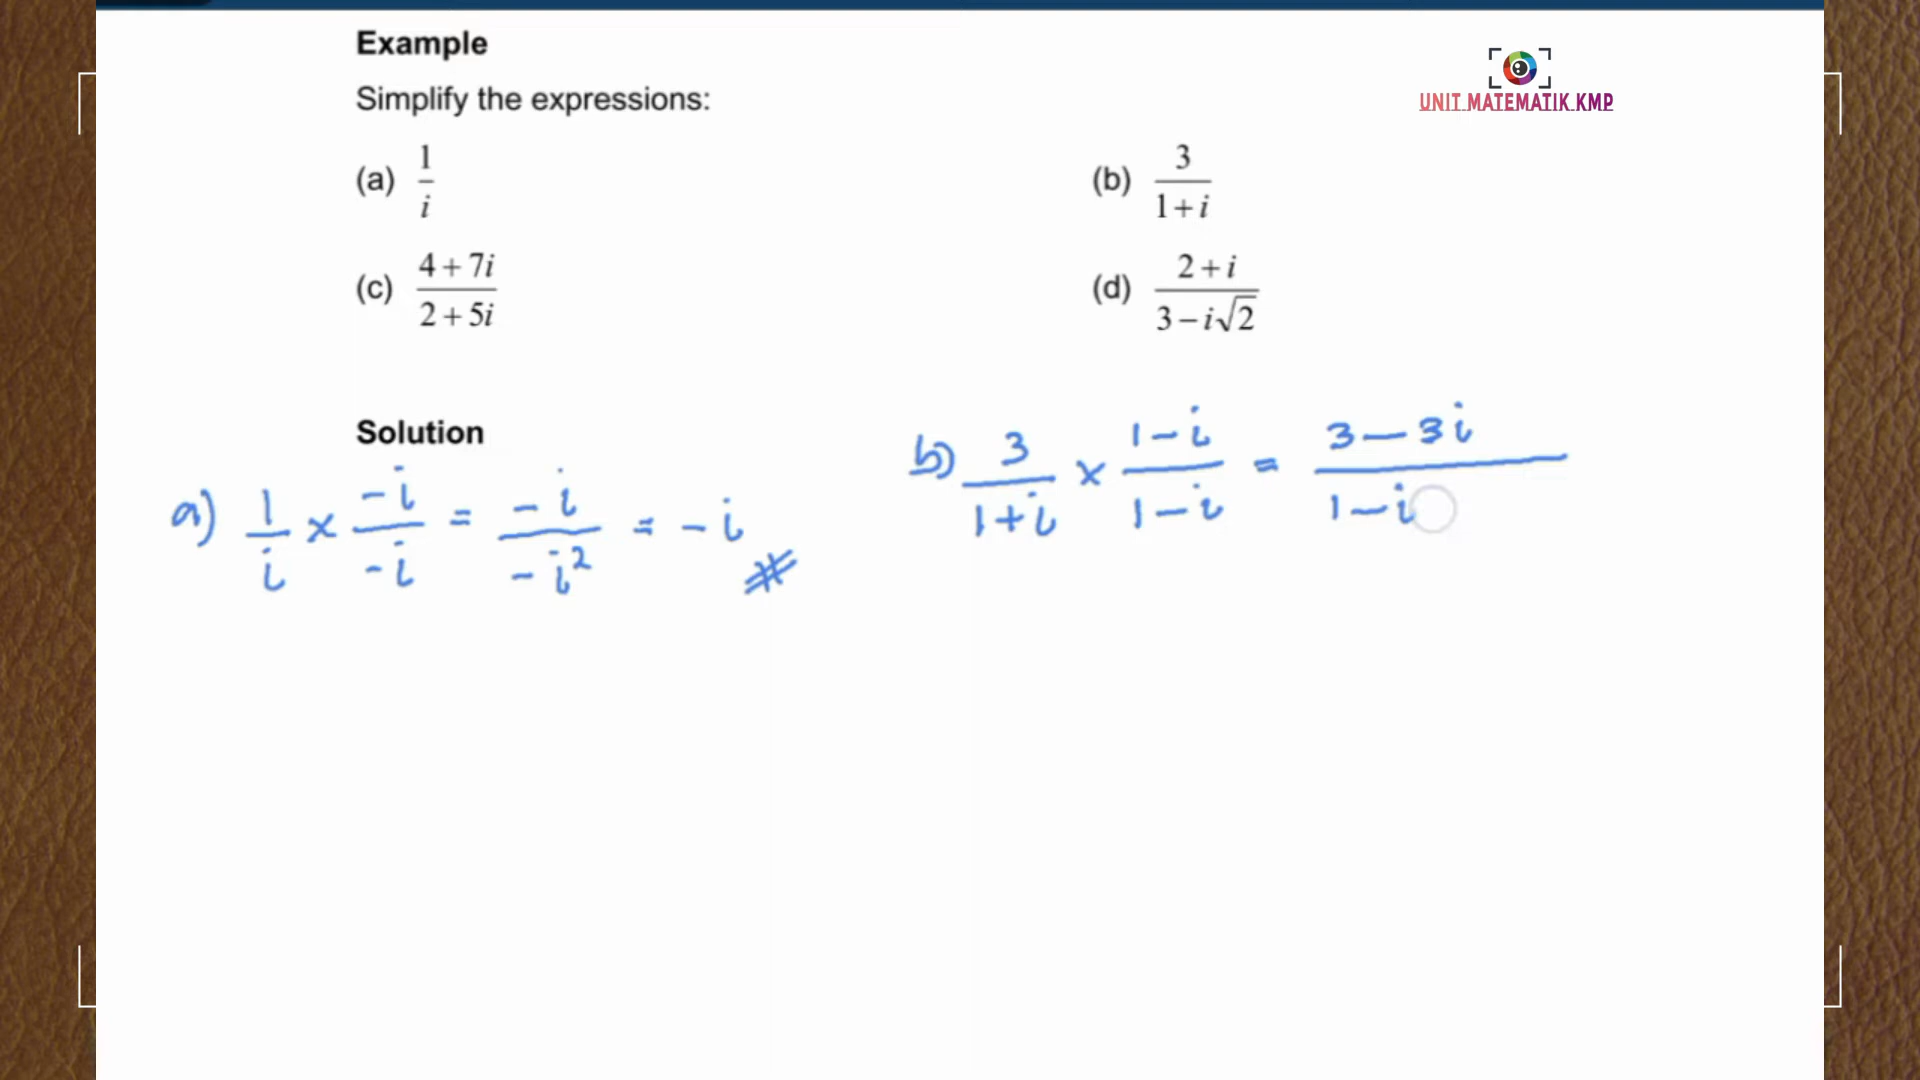 Example
UNIT MATEMATIK KMP
Simplify the expressions:
(a) 1/i
(b) 3/(1+i)
(c) (4+7i)/(2+5i)
(d) (2+i)/(3−i√2)
Solution
a) 1/i × -i/-i = -i/-i² = -i
b) 3/(1+i) × (1-i)/(1-i) = (3-3i)/(1-i